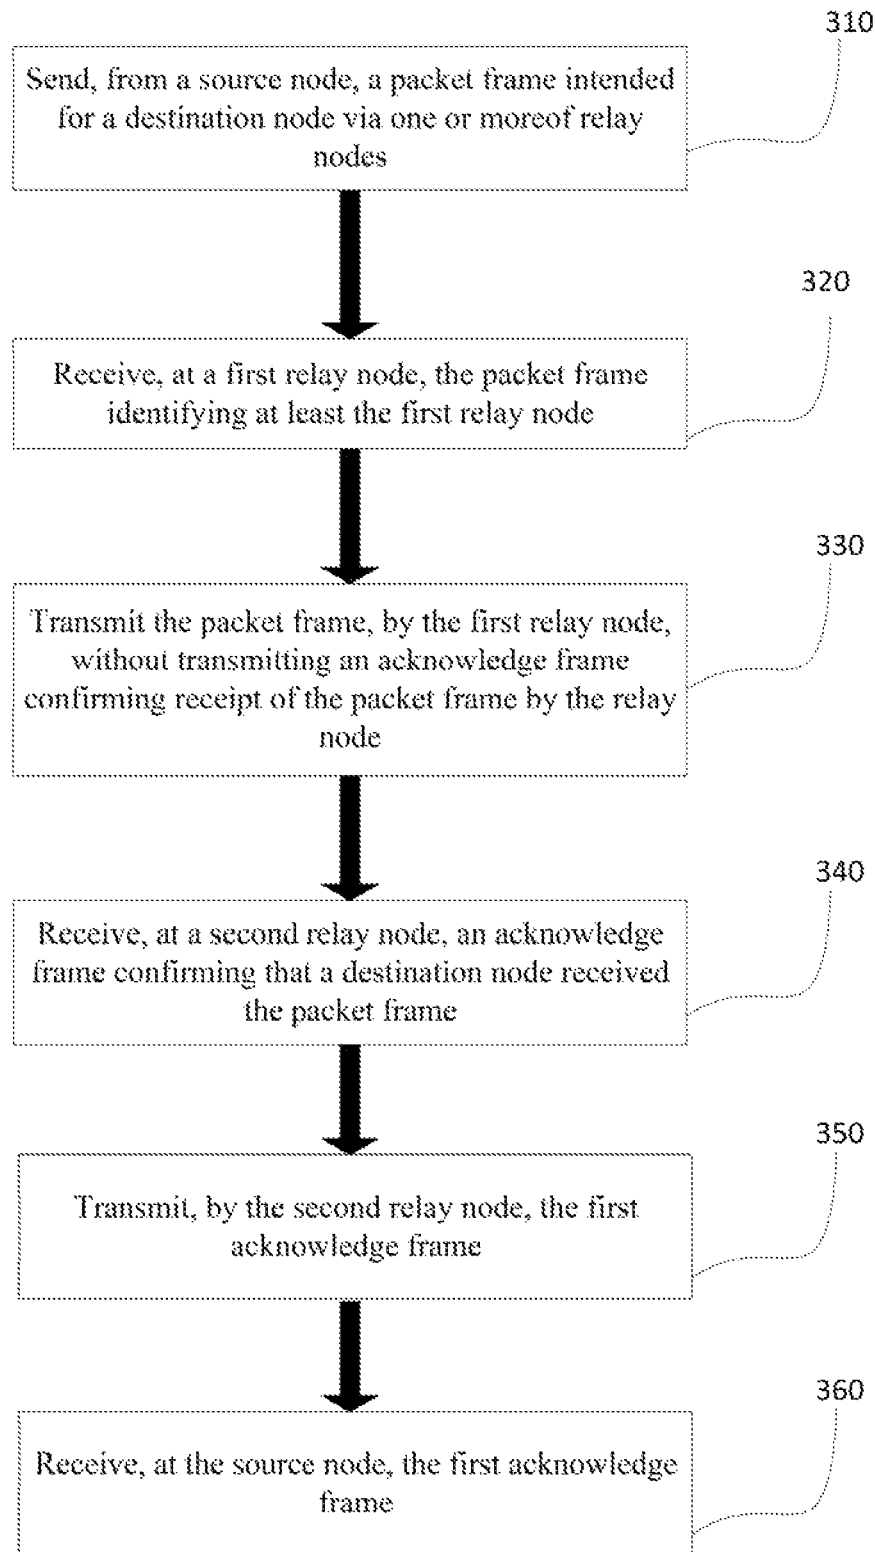 310
Send, from a source node, a packet frame intended
for a destination node via one or moreof relay
nodes
320
Receive, at a first relay node, the packet frame
identifying at least the first relay node
330
Transmit the packet frame, by the first relay node,
without transmitting an acknowledge frame
confirming receipt of the packet frame by the relay
node
340
Receive, at a second relay node, an acknowledge
frame confirming that a destination node received
the packet frame
350
Transmit, by the second relay node, the first
acknowledge frame
360
Receive, at the source node, the first acknowledge
frame